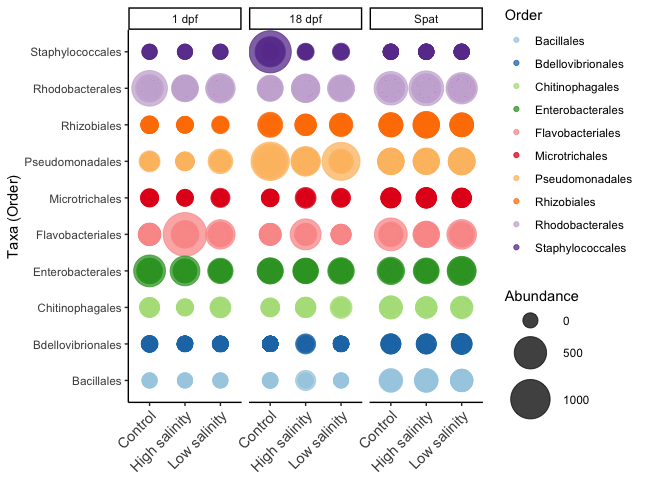 1 dpf
18 dpf
Spat
Taxa (Order)
Staphylococcales
Rhodobacterales
Rhizobiales
Pseudomonadales
Microtrichales
Flavobacteriales
Enterobacterales
Chitinophagales
Bdellovibrionales
Bacillales
Control
High salinity
Low salinity
Control
High salinity
Low salinity
Control
High salinity
Low salinity
Order
Bacillales
Bdellovibrionales
Chitinophagales
Enterobacterales
Flavobacteriales
Microtrichales
Pseudomonadales
Rhizobiales
Rhodobacterales
Staphylococcales
Abundance
0
500
1000